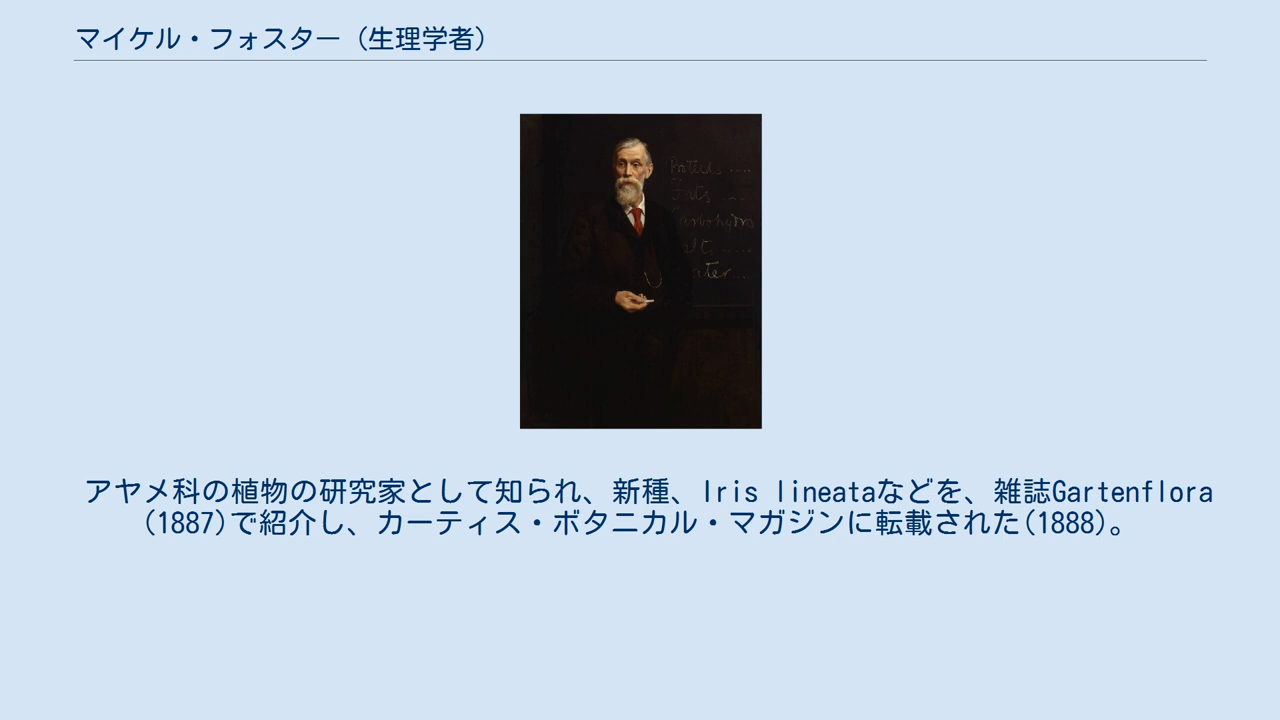 マイケル・フォスター（生理学者）
Proteids ....
Fats ....
アヤメ科の植物の研究家として知られ、新種、Iris lineataなどを、雑誌Gartenflora
(1887)で紹介し、カーティス・ボタニカル・マガジンに転載された(1888)。